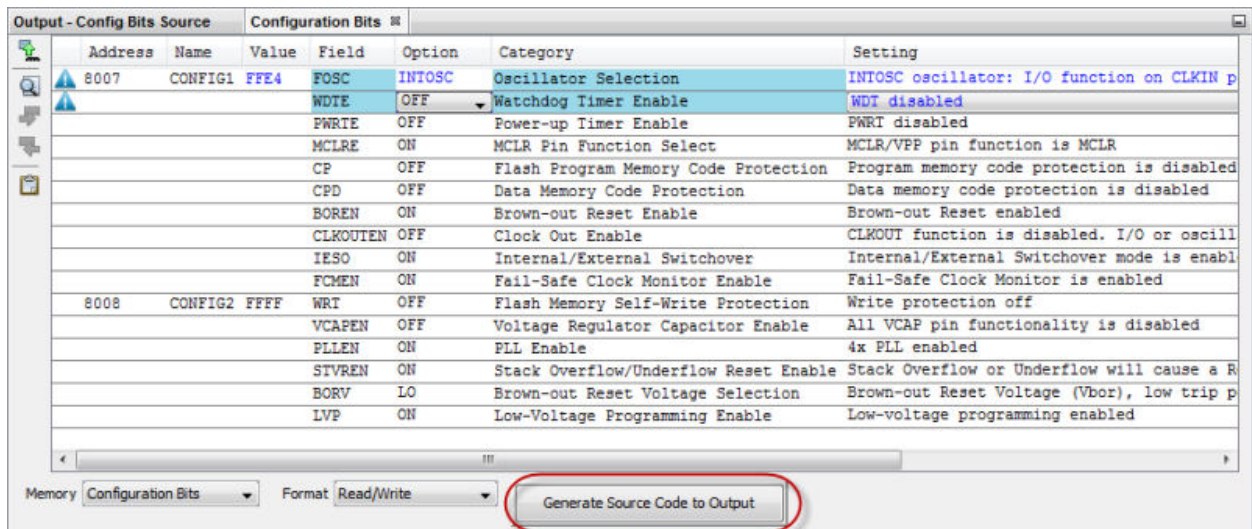 Output - Config Bits Source Configuration Bits
Address Name Value Field Option Category Setting
8007 CONFIG1 FFE4 FOSC INTOSC Oscillator Selection INTOSC oscillator: I/O function on CLKIN p
WDTE OFF Watchdog Timer Enable WDT disabled
PWRTE OFF Power-up Timer Enable PWRT disabled
MCLRE ON MCLR Pin Function Select MCLR/VPP pin function is MCLR
CP OFF Flash Program Memory Code Protection Program memory code protection is disabled
CPD OFF Data Memory Code Protection Data memory code protection is disabled
BOREN ON Brown-out Reset Enable Brown-out Reset enabled
CLKOUTEN OFF Clock Out Enable CLKOUT function is disabled. I/O or oscill
IESO ON Internal/External Switchover Internal/External Switchover mode is enabl
FCMEN ON Fail-Safe Clock Monitor Enable Fail-Safe Clock Monitor is enabled
8008 CONFIG2 FFFF WRT OFF Flash Memory Self-Write Protection Write protection off
VCAPEN OFF Voltage Regulator Capacitor Enable All VCAP pin functionality is disabled
PLLEN ON PLL Enable 4x PLL enabled
STVREN ON Stack Overflow/Underflow Reset Enable Stack Overflow or Underflow will cause a R
BORV LO Brown-out Reset Voltage Selection Brown-out Reset Voltage (Vbor), low trip p
LVP ON Low-Voltage Programming Enable Low-voltage programming enabled
Memory Configuration Bits Format Read/Write Generate Source Code to Output